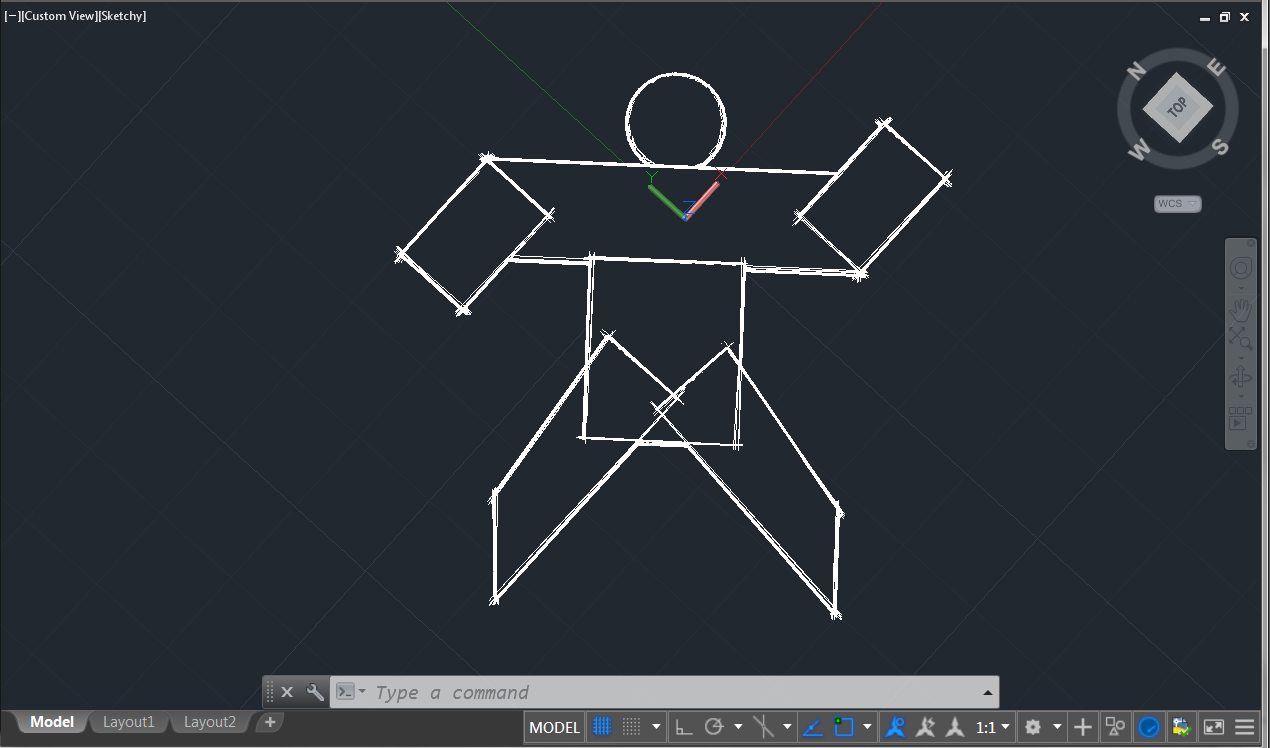 [−][Custom View][Sketchy]
N
E
TOP
W
S
WCS
Y
X
Z
Type a command
Model Layout1 Layout2 +
MODEL 1:1